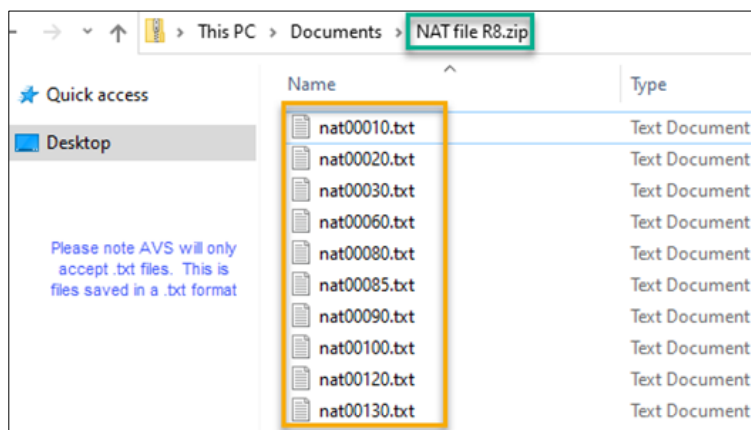 This PC > Documents > NAT file R8.zip
Name Type
Quick access
Desktop
nat00010.txt Text Document
nat00020.txt Text Document
nat00030.txt Text Document
nat00060.txt Text Document
nat00080.txt Text Document
nat00085.txt Text Document
nat00090.txt Text Document
nat00100.txt Text Document
nat00120.txt Text Document
nat00130.txt Text Document
Please note AVS will only
accept .txt files. This is
files saved in a .txt format